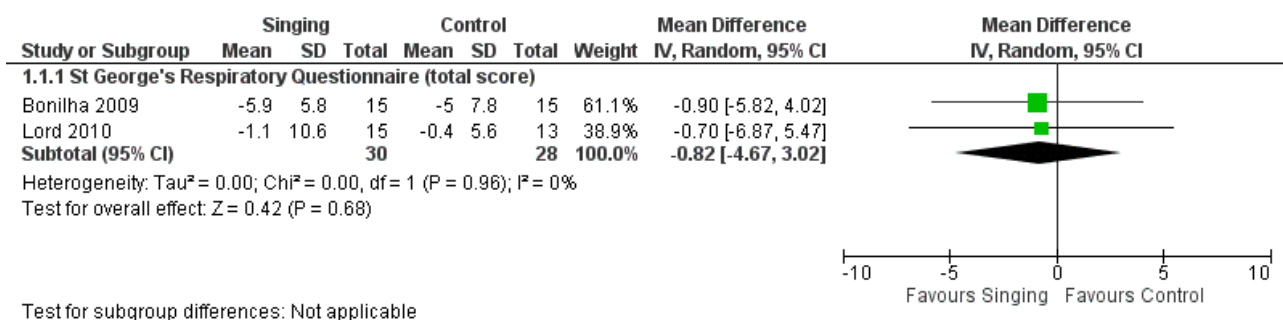 Singing Control Mean Difference Mean Difference
Study or Subgroup Mean SD Total Mean SD Total Weight IV, Random, 95% CI IV, Random, 95% CI
1.1.1 St George's Respiratory Questionnaire (total score)
Bonilha 2009 -5.9 5.8 15 -5 7.8 15 61.1% -0.90 [-5.82, 4.02]
Lord 2010 -1.1 10.6 15 -0.4 5.6 13 38.9% -0.70 [-6.87, 5.47]
Subtotal (95% CI) 30 28 100.0% -0.82 [-4.67, 3.02]
Heterogeneity: Tau² = 0.00; Chi² = 0.00, df = 1 (P = 0.96); I² = 0%
Test for overall effect: Z = 0.42 (P = 0.68)
-10 -5 0 5 10
Favours Singing Favours Control
Test for subgroup differences: Not applicable